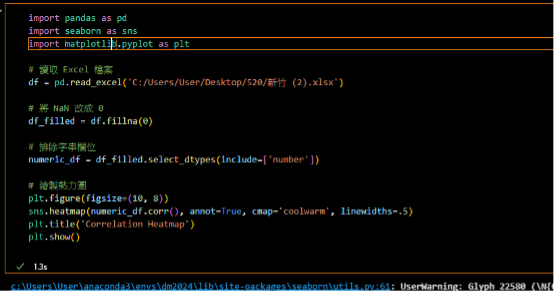 import pandas as pd
import seaborn as sns
import matplotlib.pyplot as plt
# 讀取 Excel 檔案
df = pd.read_excel('C:/Users/User/Desktop/520/新竹 (2).xlsx')
# 將 NaN 改成 0
df_filled = df.fillna(0)
# 排除字串欄位
numeric_df = df_filled.select_dtypes(include=['number'])
# 繪製熱力圖
plt.figure(figsize=(10, 8))
sns.heatmap(numeric_df.corr(), annot=True, cmap='coolwarm', linewidths=.5)
plt.title('Correlation Heatmap')
plt.show()
✓ 1.3s
c:\Users\User\anaconda3\envs\dm2024\lib\site-packages\seaborn\utils.py:61: UserWarning: Glyph 22580 (\N{